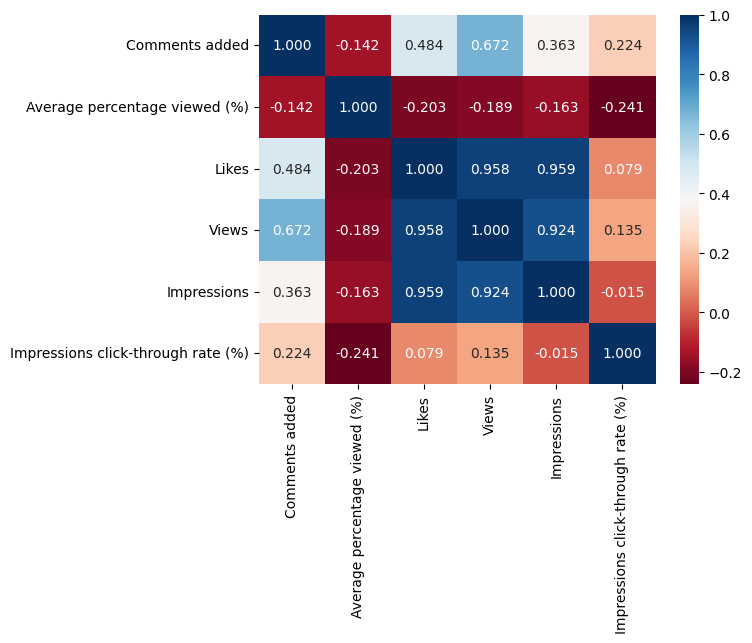 Comments added 1.000 -0.142 0.484 0.672 0.363 0.224
Average percentage viewed (%) -0.142 1.000 -0.203 -0.189 -0.163 -0.241
Likes 0.484 -0.203 1.000 0.958 0.959 0.079
Views 0.672 -0.189 0.958 1.000 0.924 0.135
Impressions 0.363 -0.163 0.959 0.924 1.000 -0.015
Impressions click-through rate (%) 0.224 -0.241 0.079 0.135 -0.015 1.000
Comments added
Average percentage viewed (%)
Likes
Views
Impressions
Impressions click-through rate (%)
1.0
0.8
0.6
0.4
0.2
0.0
−0.2